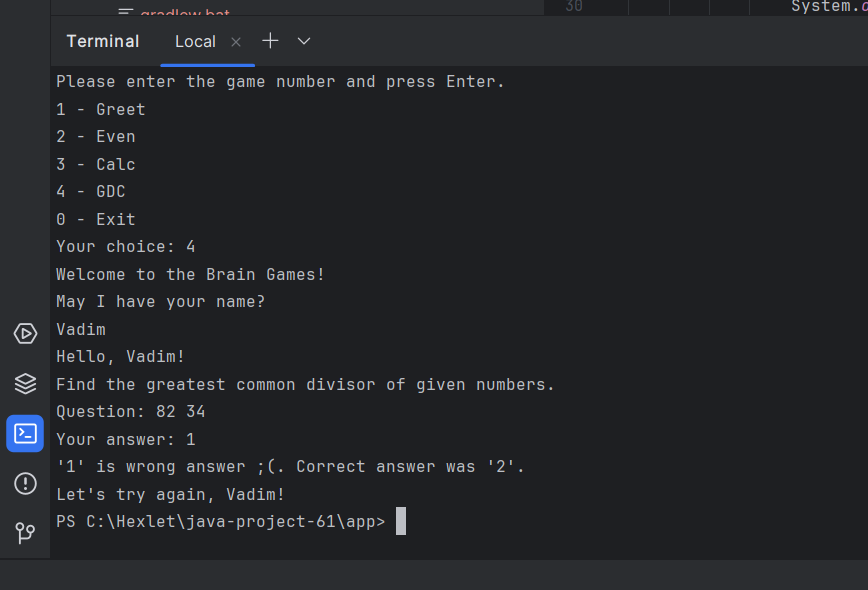 gradlew.bat
30 System.
Terminal Local
Please enter the game number and press Enter.
1 - Greet
2 - Even
3 - Calc
4 - GDC
0 - Exit
Your choice: 4
Welcome to the Brain Games!
May I have your name?
Vadim
Hello, Vadim!
Find the greatest common divisor of given numbers.
Question: 82 34
Your answer: 1
'1' is wrong answer ;(. Correct answer was '2'.
Let's try again, Vadim!
PS C:\Hexlet\java-project-61\app>